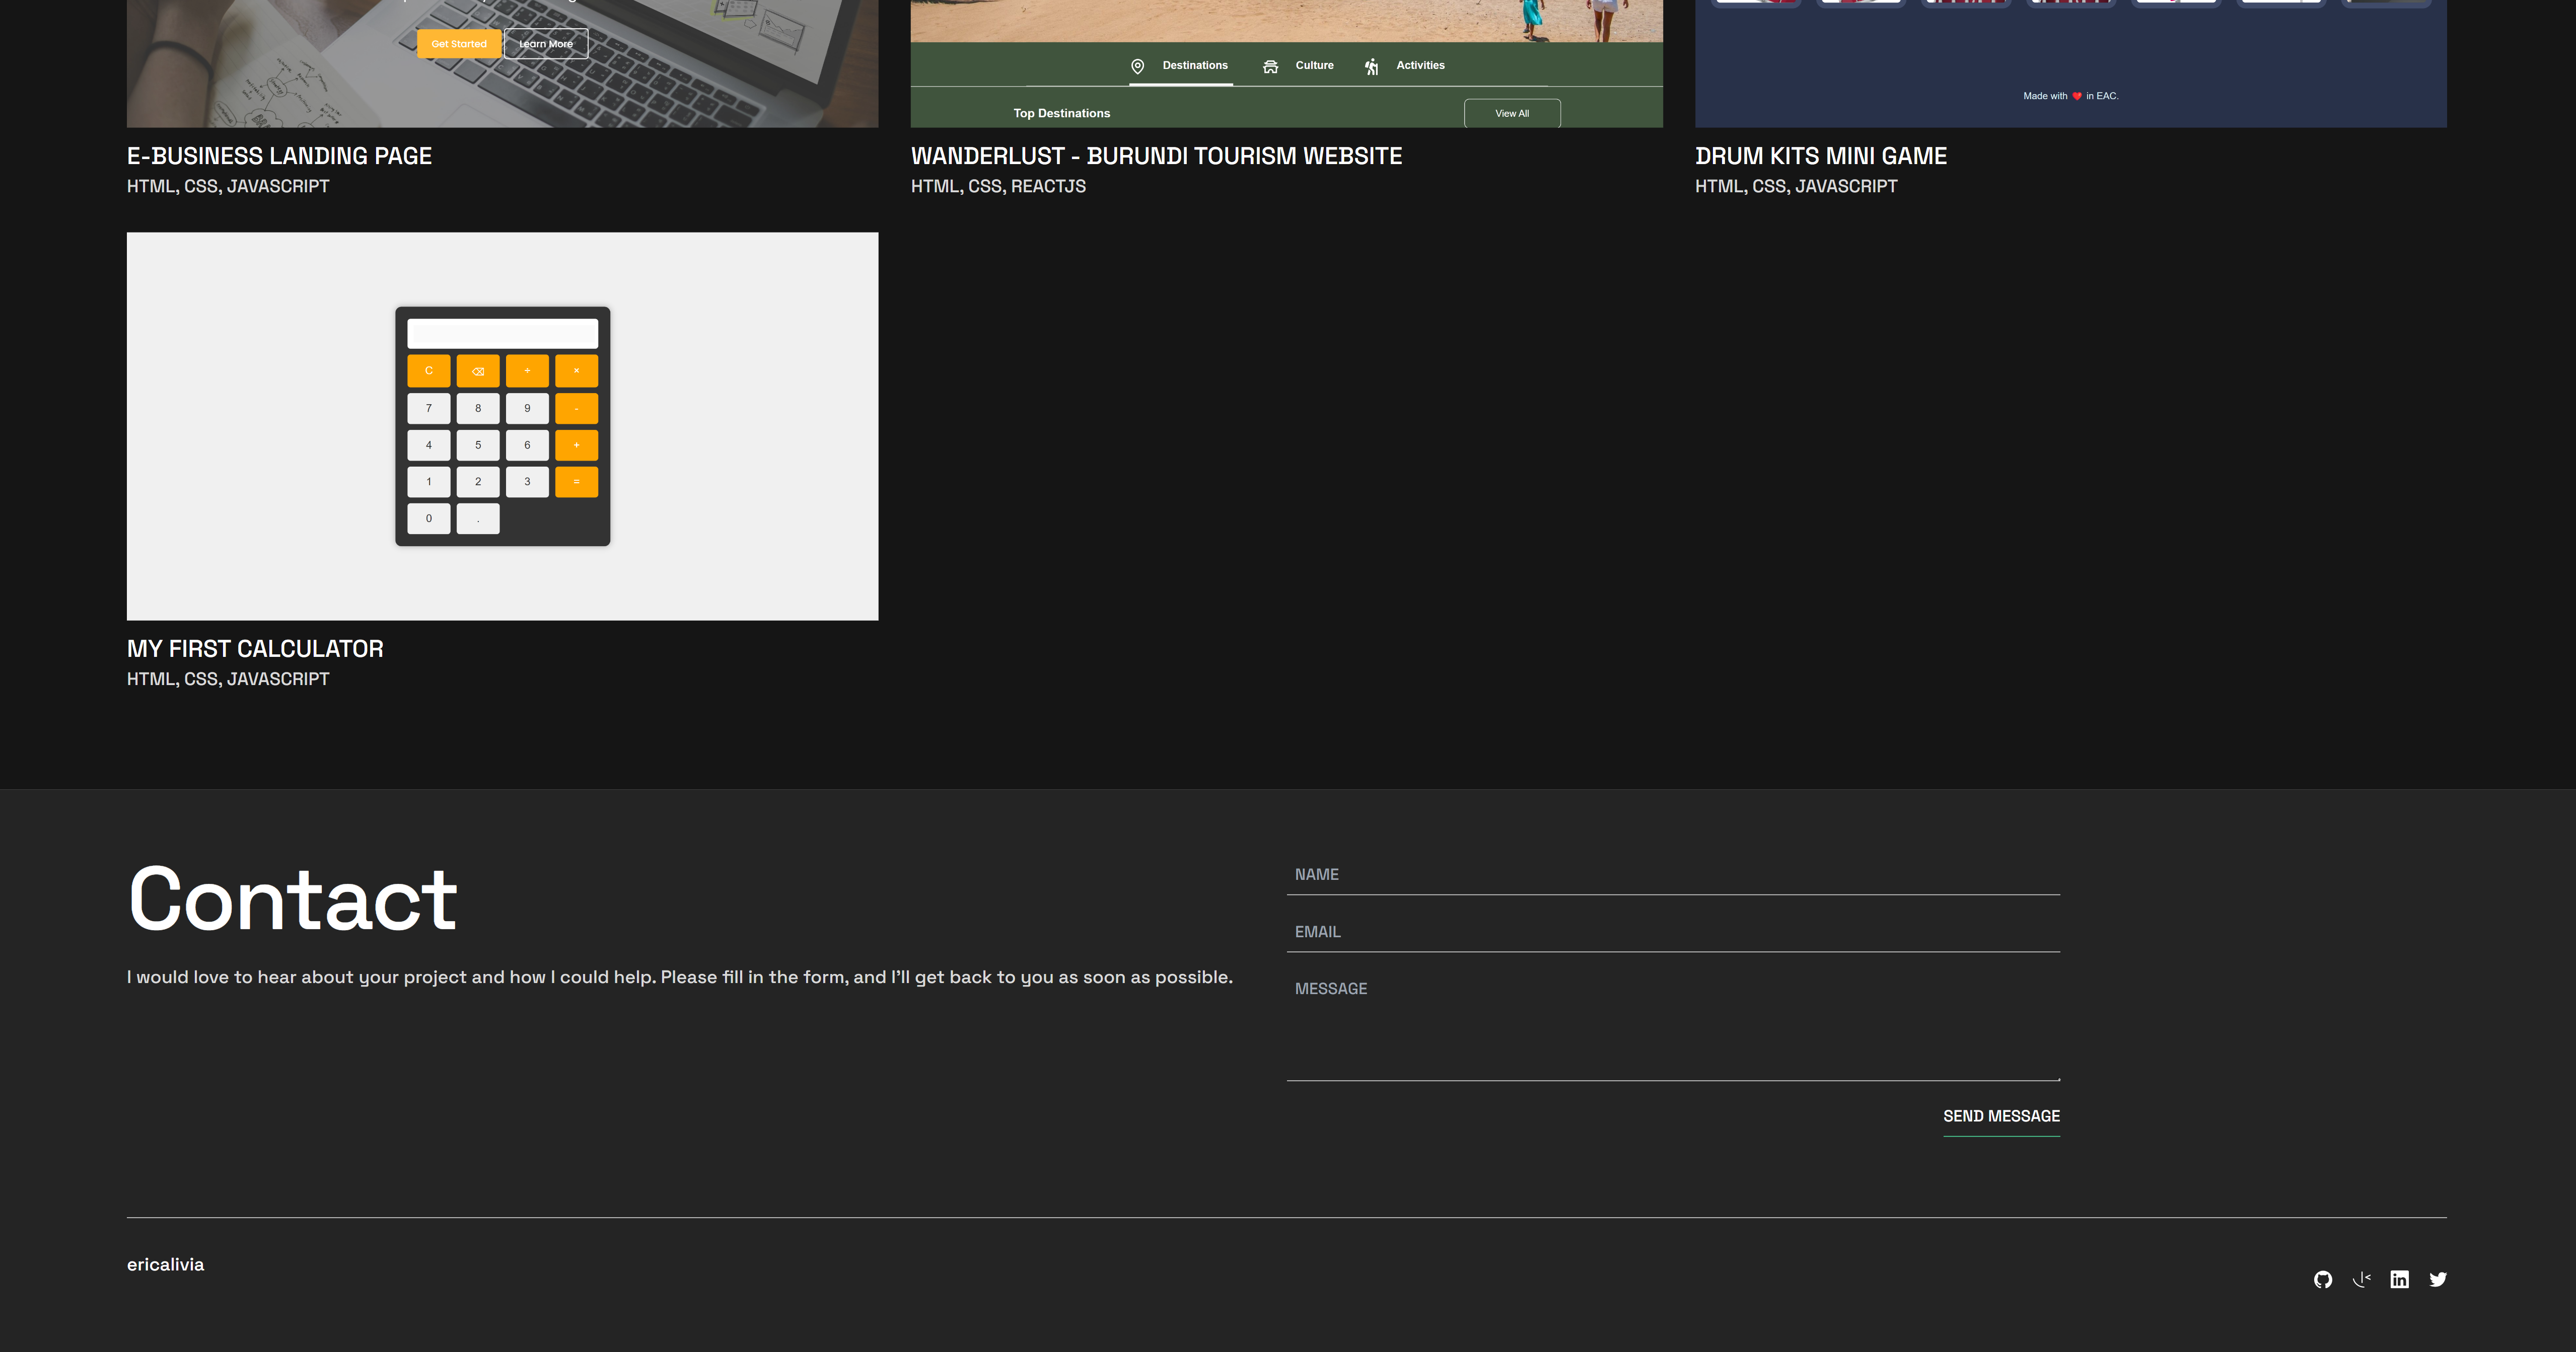 Get Started
Learn More
Destinations
Culture
Activities
Top Destinations
View All
Made with ❤️ in EAC.
E-BUSINESS LANDING PAGE
HTML, CSS, JAVASCRIPT
WANDERLUST - BURUNDI TOURISM WEBSITE
HTML, CSS, REACTJS
DRUM KITS MINI GAME
HTML, CSS, JAVASCRIPT
C ⌫ ÷ ×
7 8 9 -
4 5 6 +
1 2 3 =
0 .
MY FIRST CALCULATOR
HTML, CSS, JAVASCRIPT
Contact
I would love to hear about your project and how I could help. Please fill in the form, and I'll get back to you as soon as possible.
NAME
EMAIL
MESSAGE
SEND MESSAGE
ericalivia